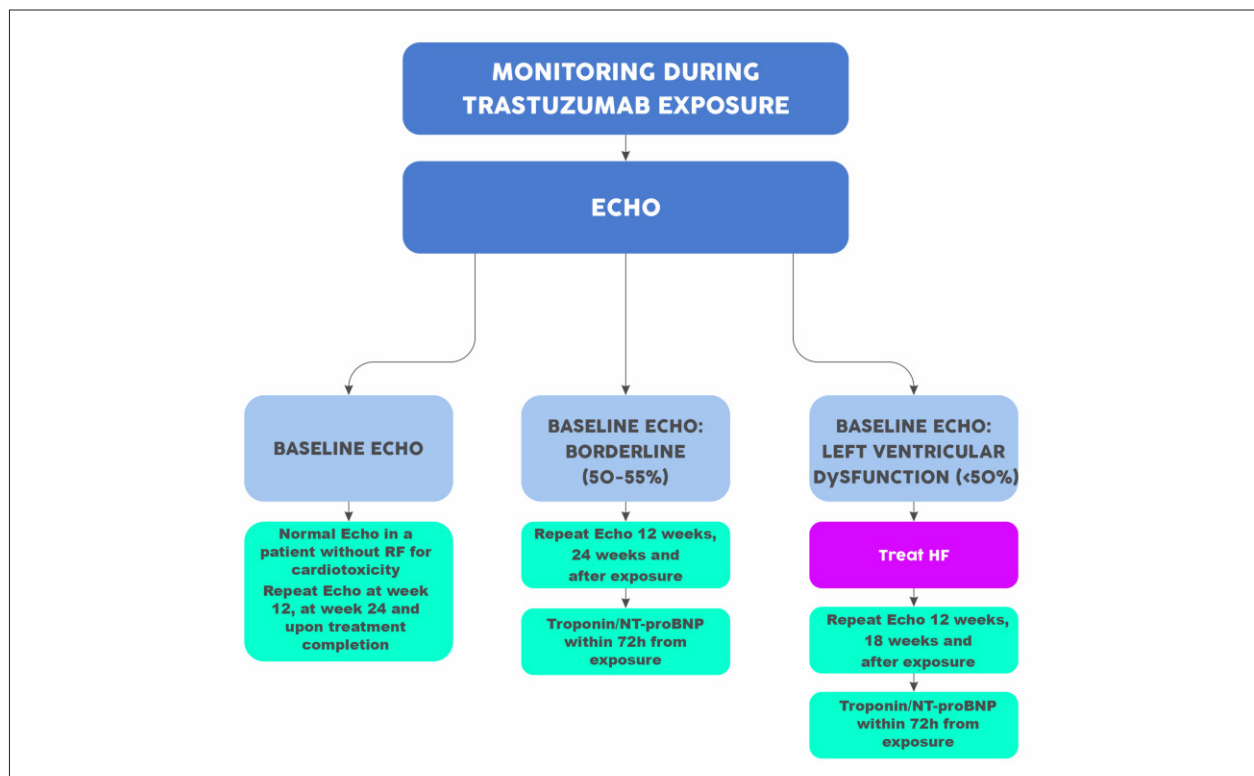 MONITORING DURING
TRASTUZUMAB EXPOSURE
ECHO
BASELINE ECHO
Normal Echo in a
patient without RF for
cardiotoxicity
Repeat Echo at week
12, at week 24 and
upon treatment
completion
BASELINE ECHO:
BORDERLINE
(50-55%)
Repeat Echo 12 weeks,
24 weeks and
after exposure
Troponin/NT-proBNP
within 72h from
exposure
BASELINE ECHO:
LEFT VENTRICULAR
DySFUNCTION (<50%)
Treat HF
Repeat Echo 12 weeks,
18 weeks and
after exposure
Troponin/NT-proBNP
within 72h from
exposure